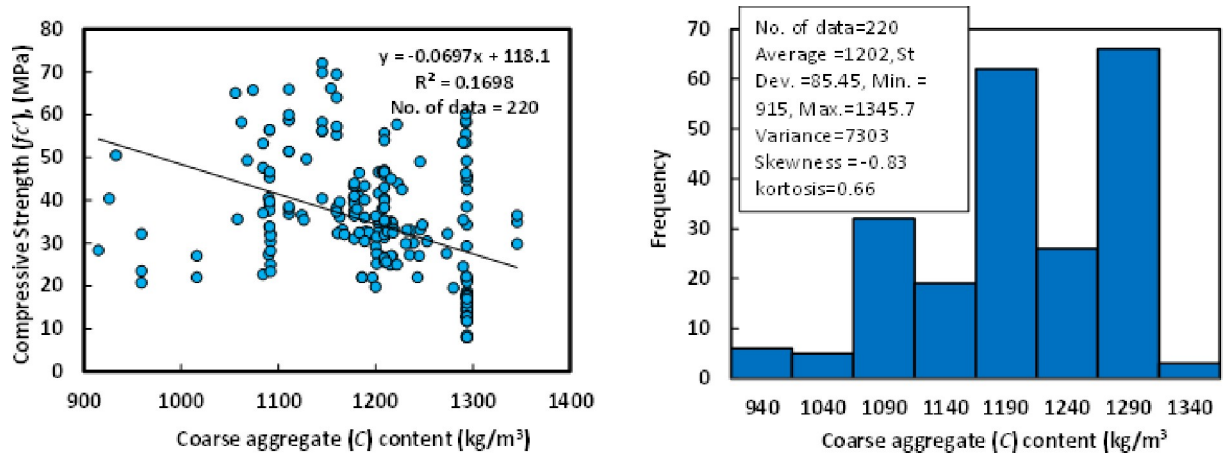 80
70
60
50
40
30
20
10
0
Compressive Strength (fc'), (MPa)
y = -0.0697x + 118.1
R² = 0.1698
No. of data = 220
900 1000 1100 1200 1300 1400
Coarse aggregate (C) content (kg/m³)
70
60
50
40
30
20
10
0
Frequency
No. of data=220
Average =1202, St
Dev. =85.45, Min. =
915, Max.=1345.7
Variance=7303
Skewness =-0.83
kortosis=0.66
940 1040 1090 1140 1190 1240 1290 1340
Coarse aggregate (C) content (kg/m³